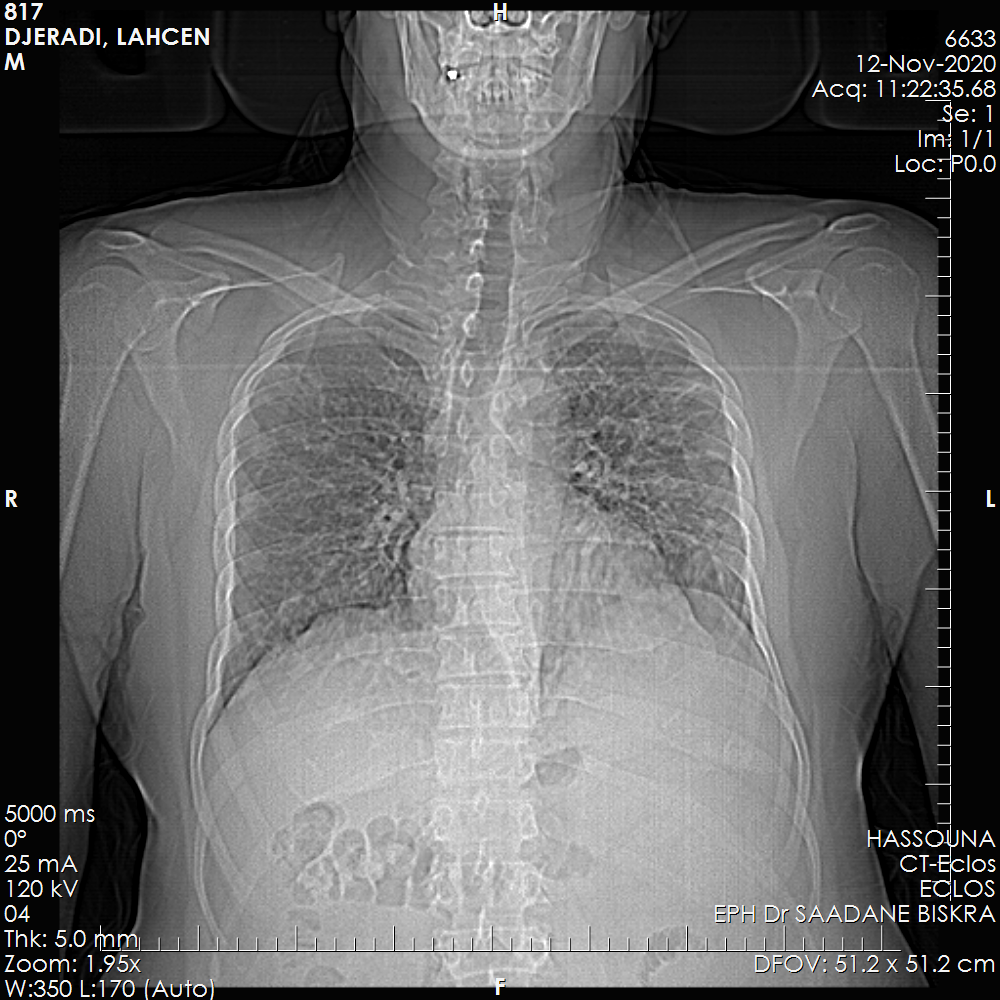 817
DJERADI, LAHCEN
M
H
6633
12-Nov-2020
Acq: 11:22:35.68
Se: 1
Im: 1/1
Loc: P0.0
R
L
5000 ms
0°
25 mA
120 kV
04
Thk: 5.0 mm
Zoom: 1.95x
W:350 L:170 (Auto)
F
HASSOUNA
CT-Eclos
ECLOS
EPH Dr SAADANE BISKRA
DFOV: 51.2 x 51.2 cm